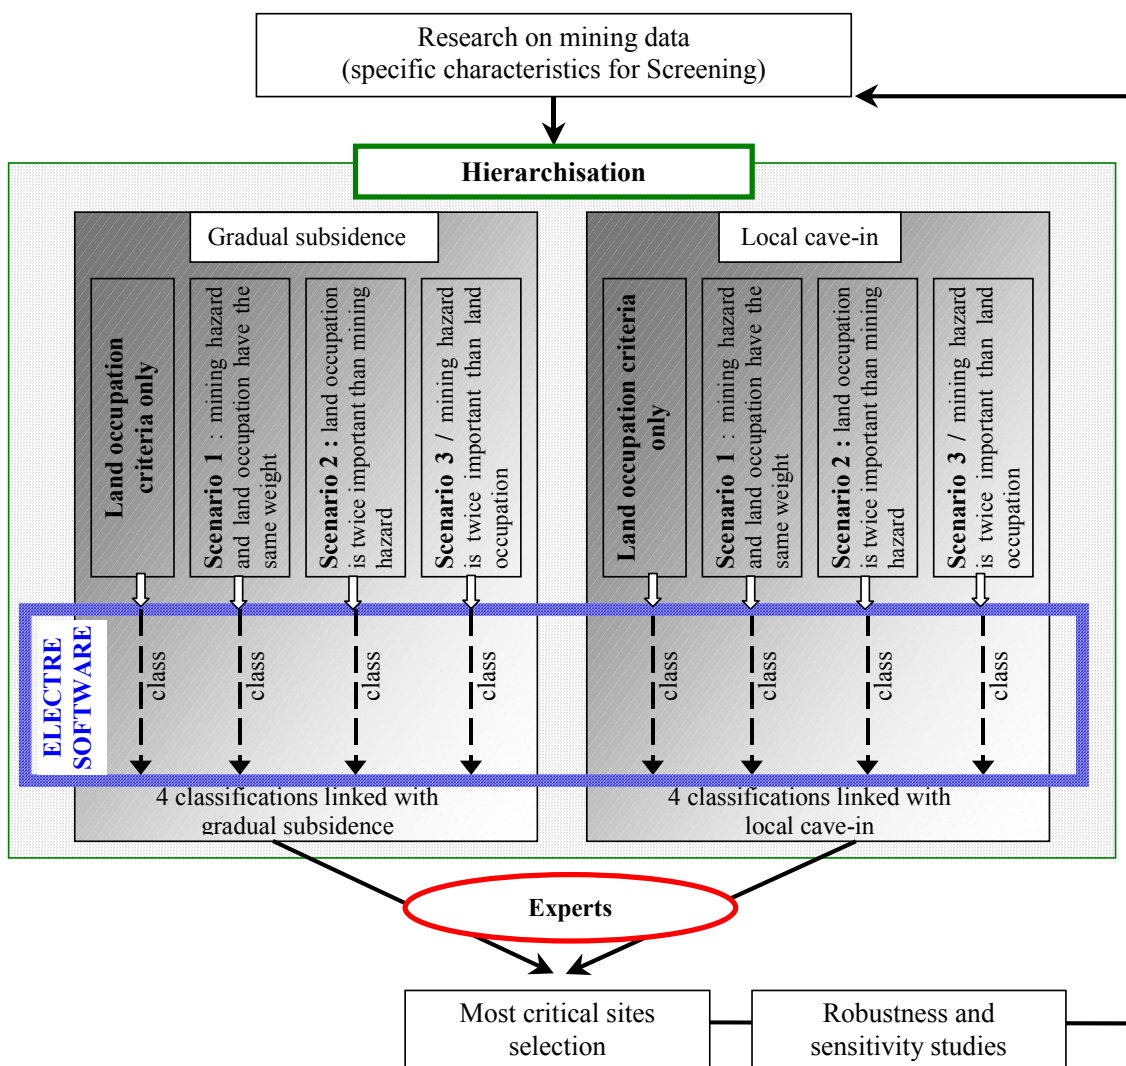 Research on mining data
(specific characteristics for Screening)
Hierarchisation
Gradual subsidence
Land occupation
criteria only
Scenario 1 : mining hazard
and land occupation have the
same weight
Scenario 2 : land occupation
is twice important than mining
hazard
Scenario 3 / mining hazard
is twice important than land
occupation
Local cave-in
Land occupation criteria
only
Scenario 1 : mining hazard
and land occupation have the
same weight
Scenario 2 : land occupation
is twice important than mining
hazard
Scenario 3 / mining hazard
is twice important than land
occupation
ELECTRE
SOFTWARE
class
class
class
class
class
class
class
class
4 classifications linked with
gradual subsidence
4 classifications linked with
local cave-in
Experts
Most critical sites
selection
Robustness and
sensitivity studies